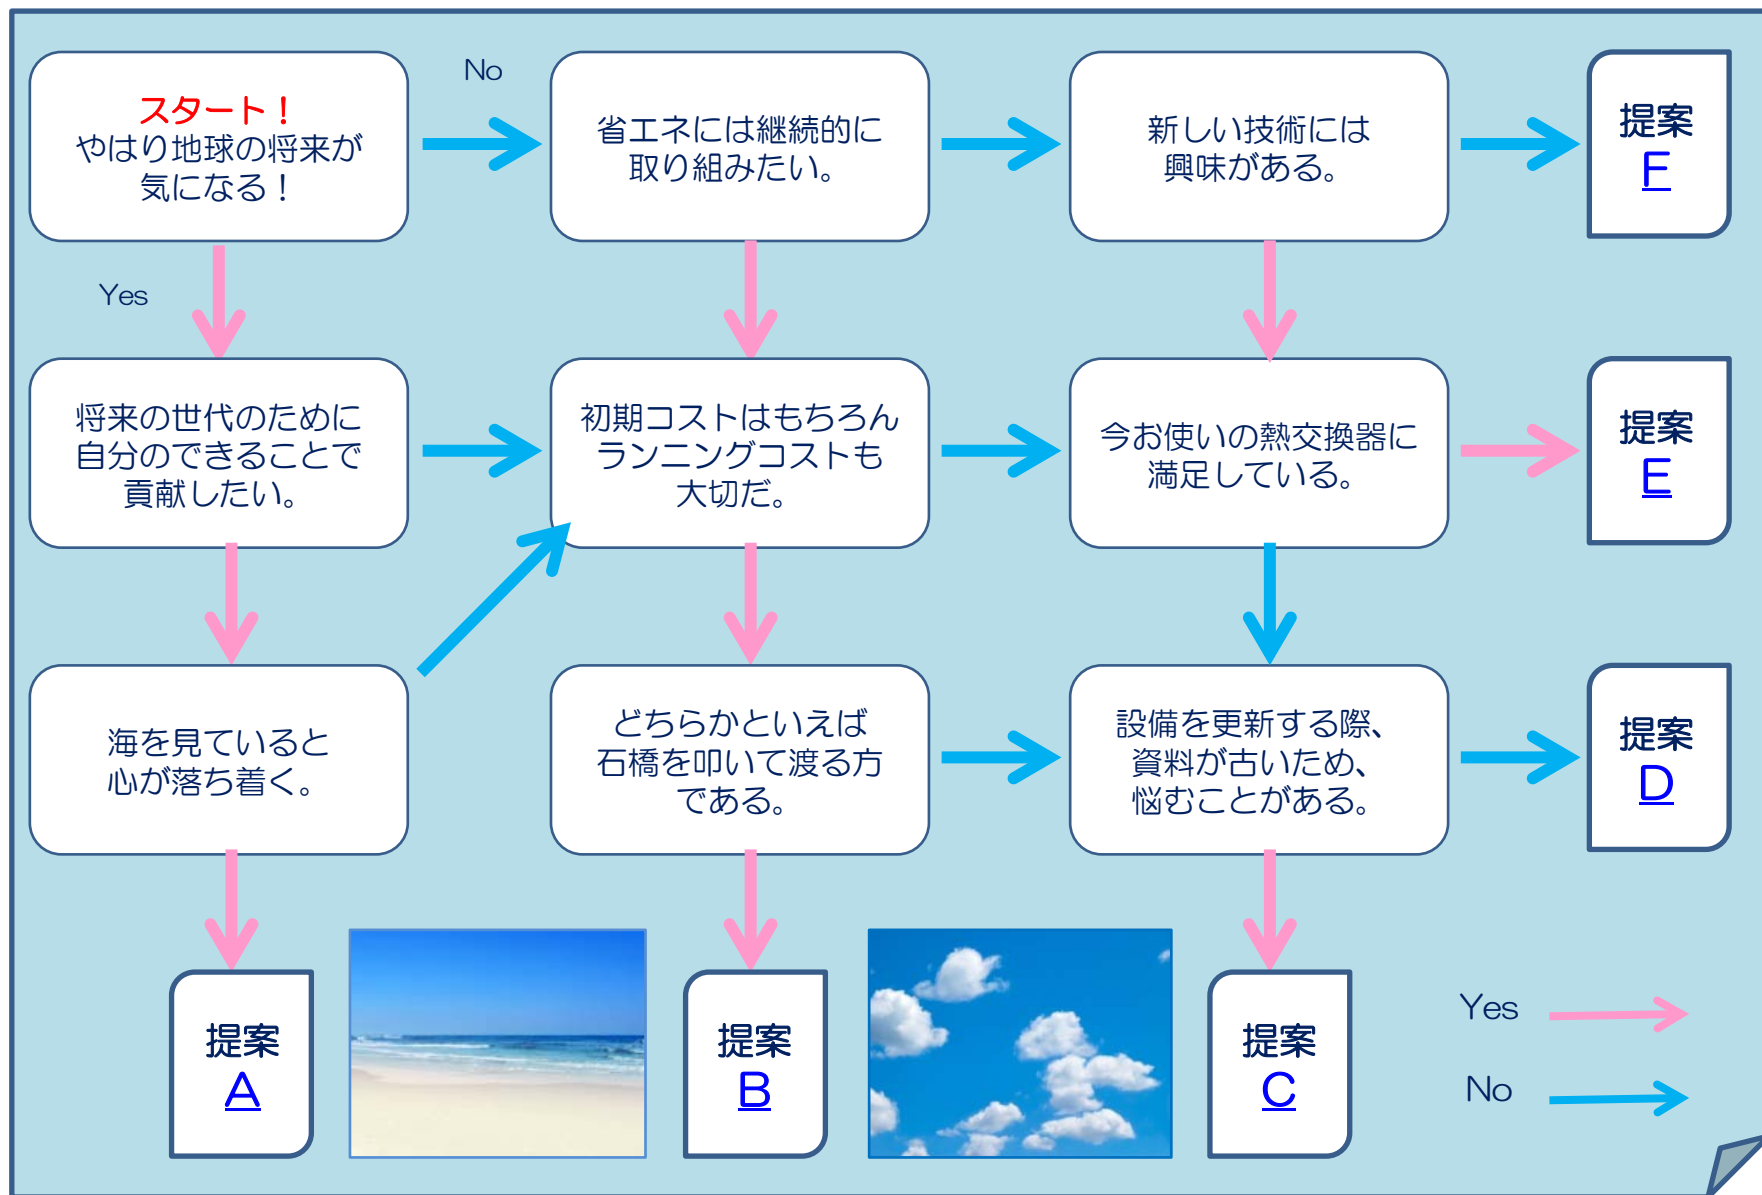 スタート！
やはり地球の将来が
気になる！
No
省エネには継続的に
取り組みたい。
新しい技術には
興味がある。
提案
F
Yes
将来の世代のために
自分のできることで
貢献したい。
初期コストはもちろん
ランニングコストも
大切だ。
今お使いの熱交換器に
満足している。
提案
E
海を見ていると
心が落ち着く。
どちらかといえば
石橋を叩いて渡る方
である。
設備を更新する際、
資料が古いため、
悩むことがある。
提案
D
提案
A
提案
B
提案
C
Yes
No